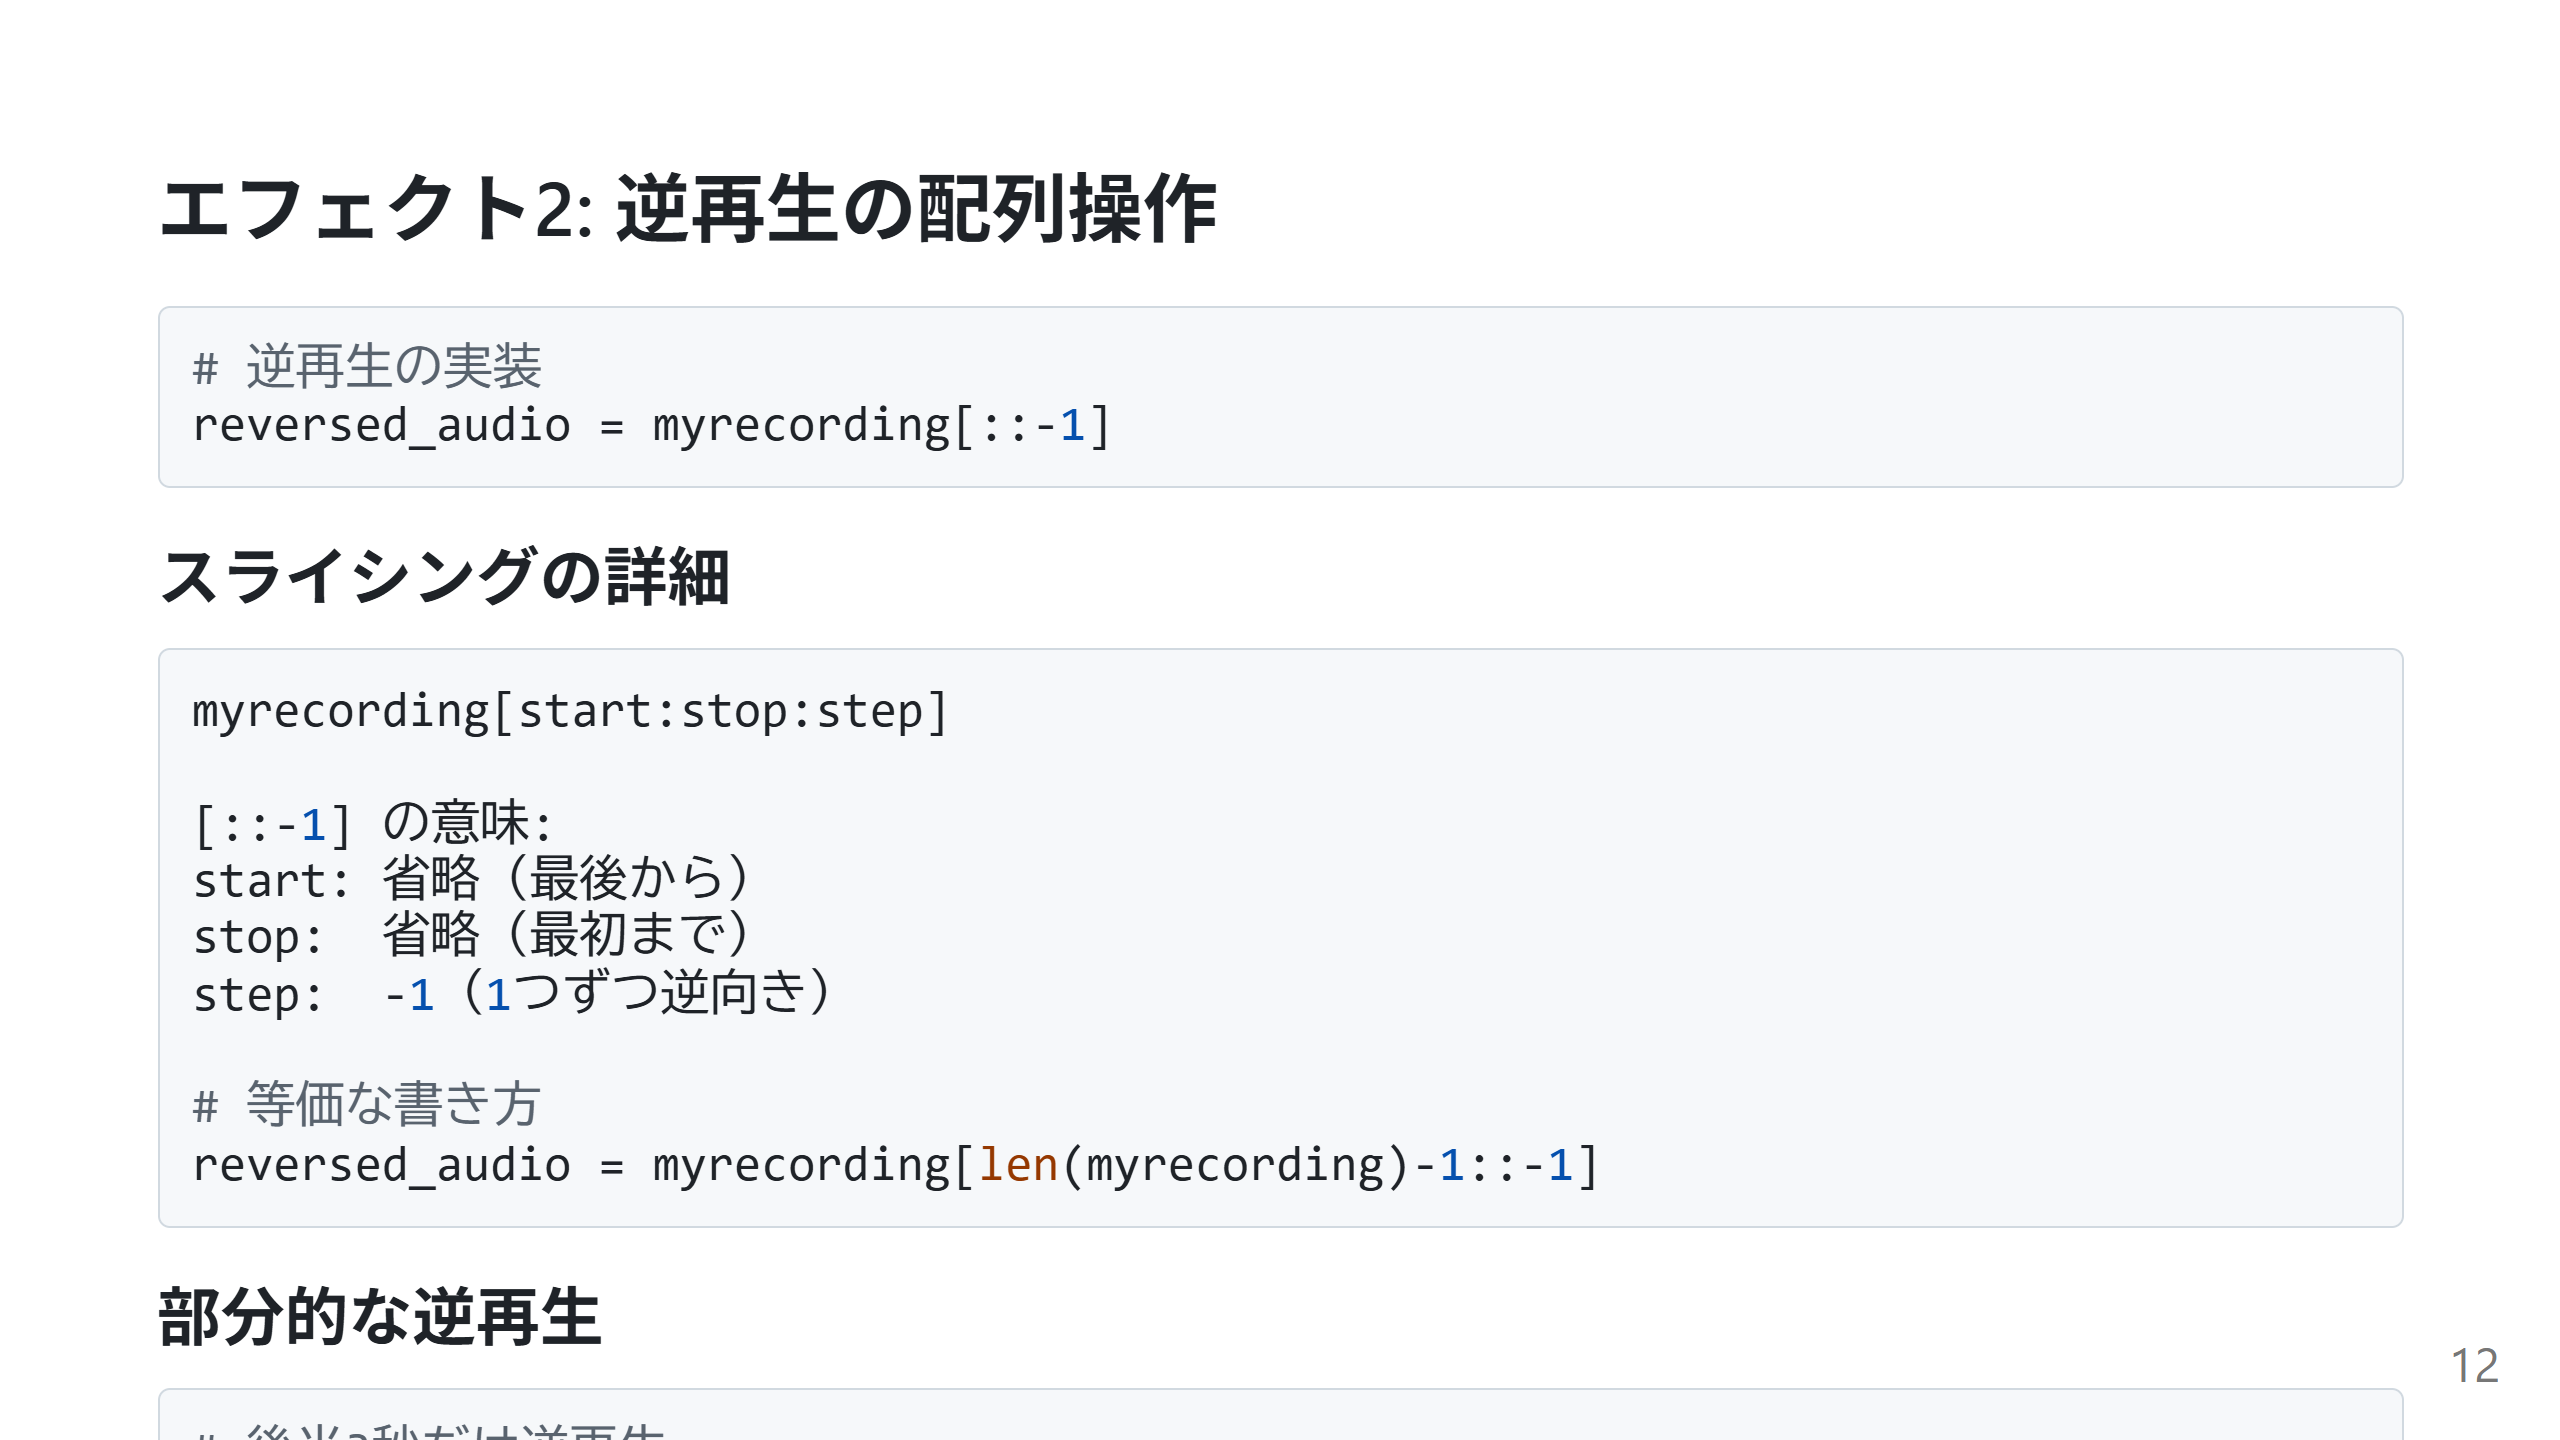 エフェクト2: 逆再生の配列操作
# 逆再生の実装
reversed_audio = myrecording[::-1]
スライシングの詳細
myrecording[start:stop:step]
[::-1] の意味:
start: 省略（最後から）
stop:  省略（最初まで）
step:  -1（1つずつ逆向き）
# 等価な書き方
reversed_audio = myrecording[len(myrecording)-1::-1]
部分的な逆再生
12